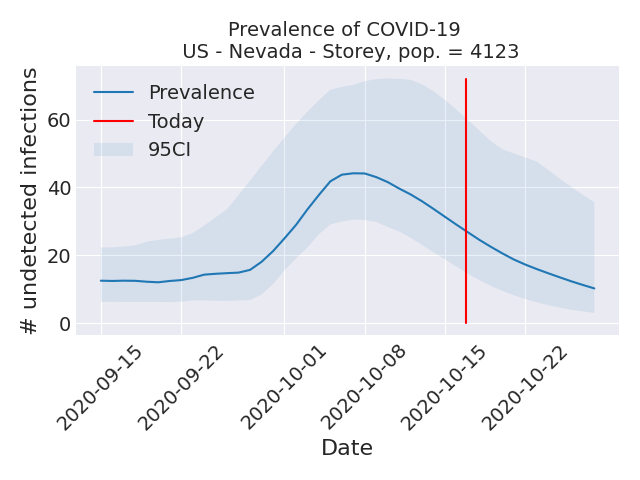 Prevalence of COVID-19
US - Nevada - Storey, pop. = 4123
Prevalence
Today
95CI
# undetected infections
60
40
20
0
2020-09-15
2020-09-22
2020-10-01
2020-10-08
2020-10-15
2020-10-22
Date